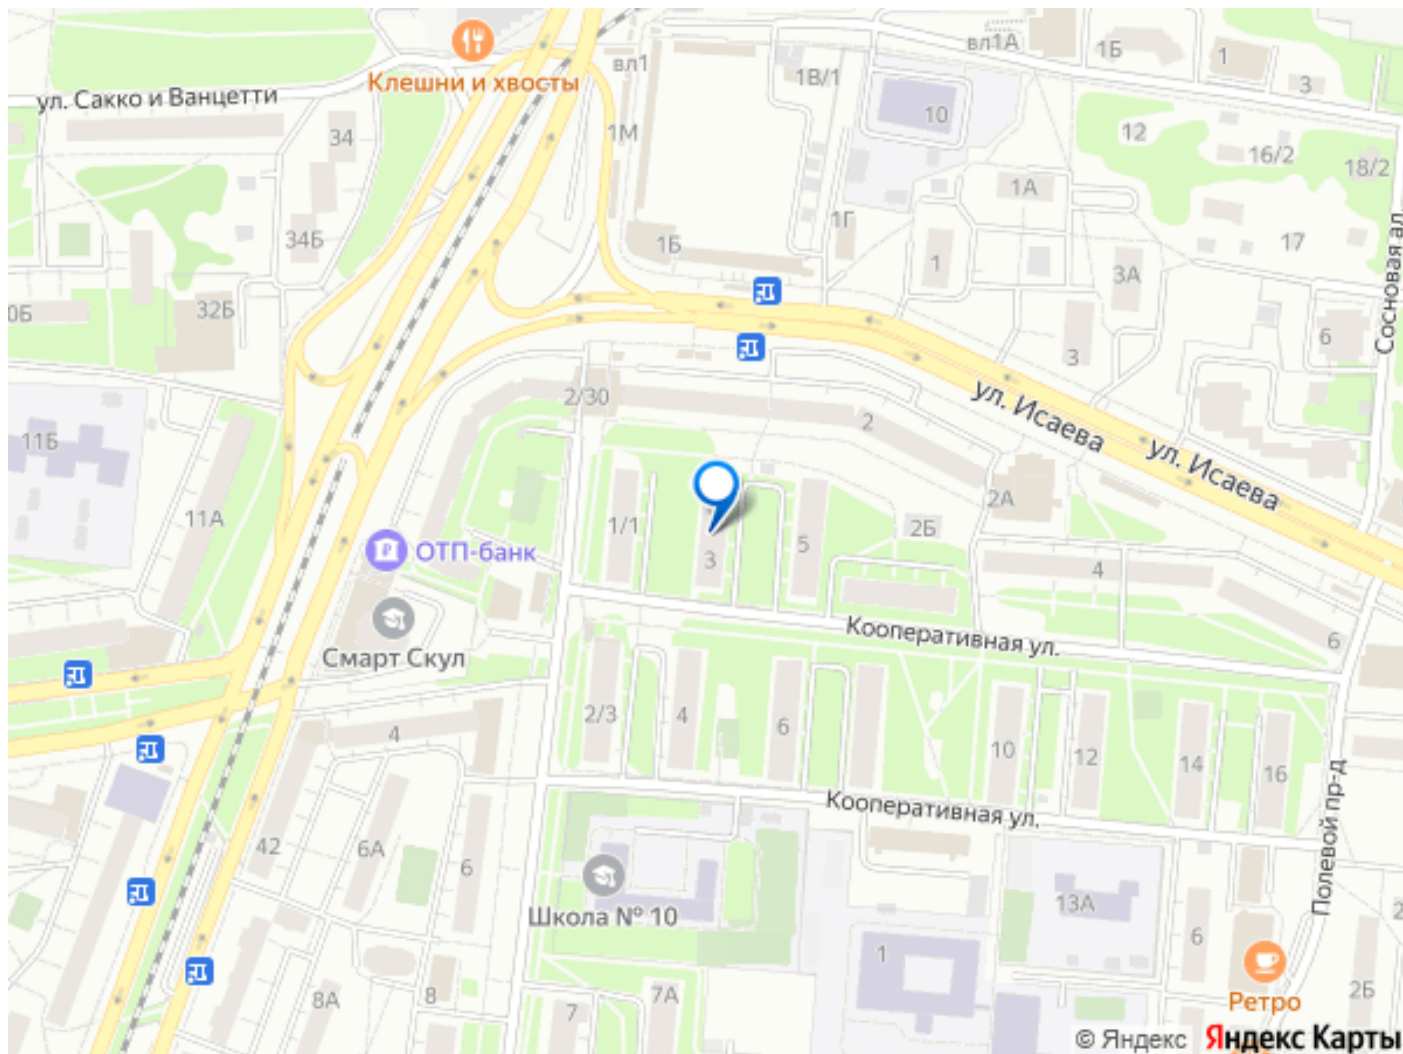 Клешни и хвосты
вл1
вл1А
1Б
1
3
ул. Сакко и Ванцетти
34
1М
1В/1
10
12
16/2
18/2
1А
34Б
1Б
1Г
1
3А
17
Сосновая ал.
32Б
3
6
2/30
2
ул. Исаева
ул. Исаева
11Б
11А
1/1
3
5
2А
2Б
ОТП-банк
4
Смарт Скул
Кооперативная ул.
6
2/3
4
6
10
12
14
16
4
Кооперативная ул.
Полевой пр-д
42
6А
6
Школа № 10
13А
1
6
Ретро
2Б
8А
8
7
7А
© Яндекс Яндекс Карты